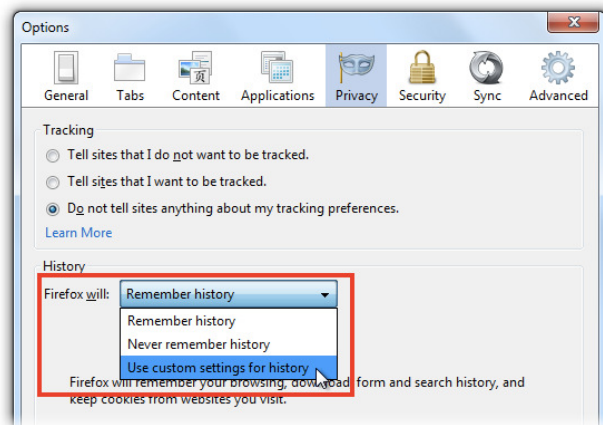 Options
General Tabs Content Applications Privacy Security Sync Advanced
Tracking
Tell sites that I do not want to be tracked.
Tell sites that I want to be tracked.
Do not tell sites anything about my tracking preferences.
Learn More
History
Firefox will: Remember history
Remember history
Never remember history
Use custom settings for history
Firefox will remember your browsing, download, form and search history, and
keep cookies from websites you visit.